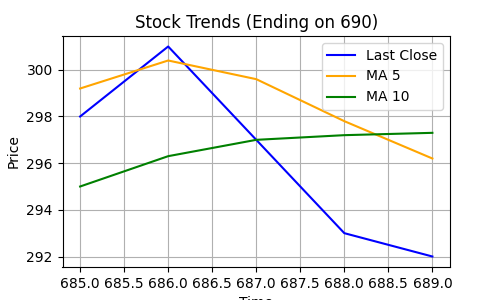 Stock Trends (Ending on 690)
Last Close
MA 5
MA 10
Price
300
298
296
294
292
685.0 685.5 686.0 686.5 687.0 687.5 688.0 688.5 689.0
Time